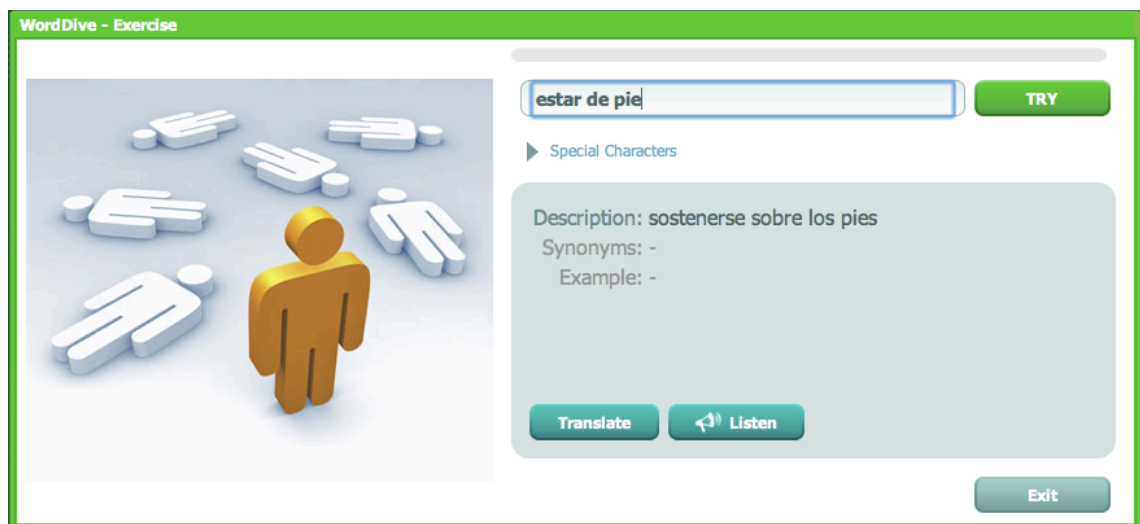 WordDive - Exercise
estar de pie
TRY
Special Characters
Description: sostenerse sobre los pies
Synonyms: -
Example: -
Translate
Listen
Exit